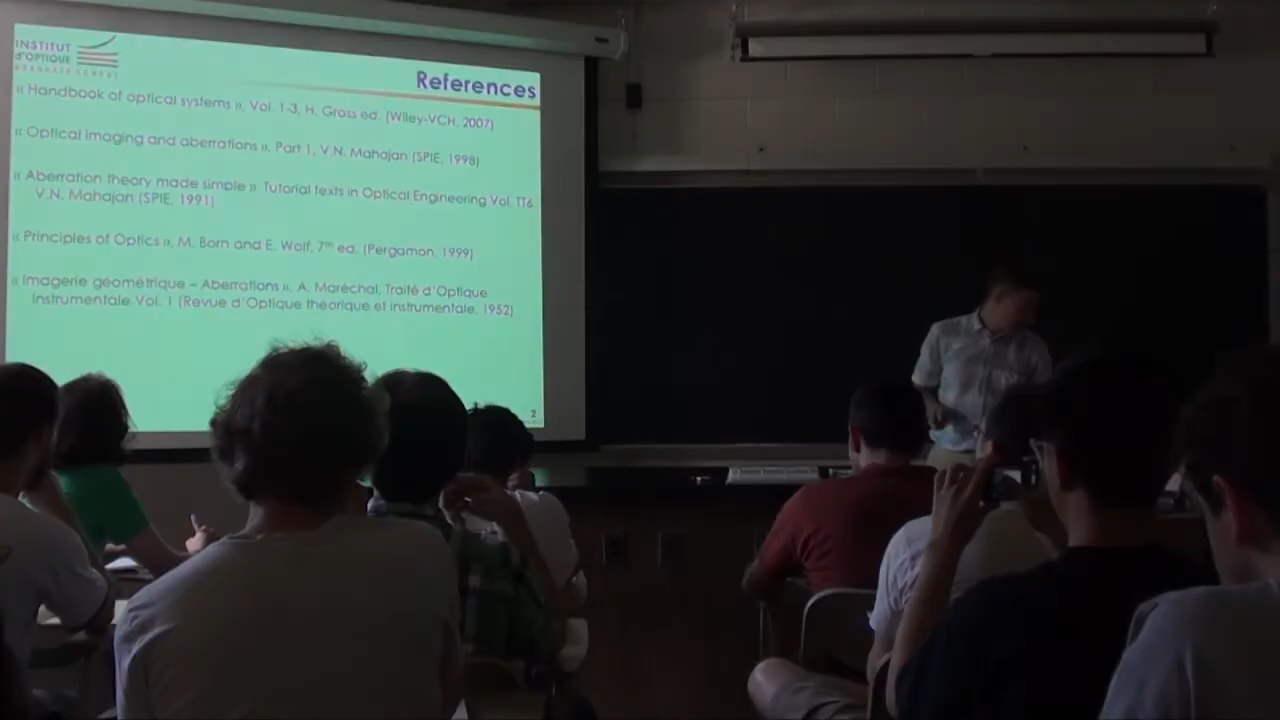 INSTITUT
d'OPTIQUE
GRADUATE SCHOOL
References
« Handbook of optical systems », Vol. 1-3, H. Gross ed. (Wiley-VCH, 2007)
« Optical imaging and aberrations », Part 1, V.N. Mahajan (SPIE, 1998)
« Aberration theory made simple » Tutorial texts in Optical Engineering Vol. TT6
V.N. Mahajan (SPIE, 1991)
« Principles of Optics », M. Born and E. Wolf, 7th ed. (Pergamon, 1999)
« Imagerie géométrique – Aberrations », A. Maréchal, Traité d'Optique
Instrumentale Vol. 1 (Revue d'Optique théorique et instrumentale, 1952)
2